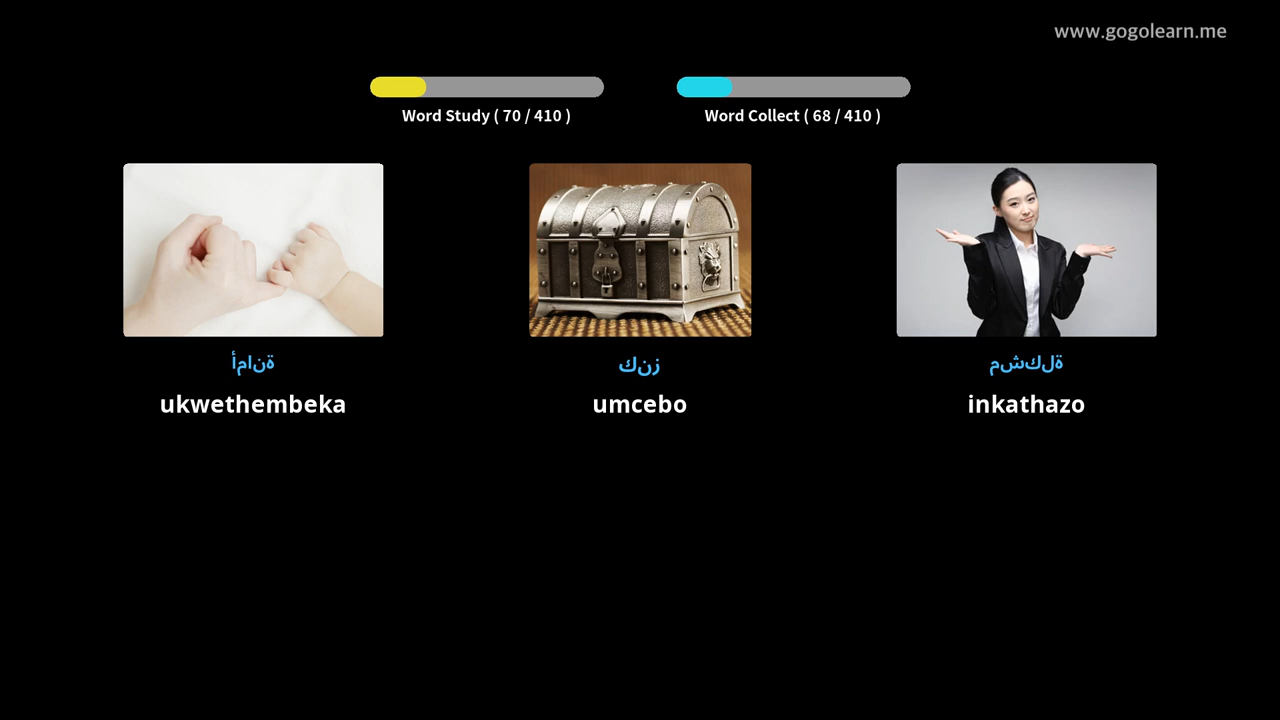 www.gogolearn.me
Word Study ( 70 / 410 )
Word Collect ( 68 / 410 )
أمانة
ukwethembeka
كنز
umcebo
مشكلة
inkathazo